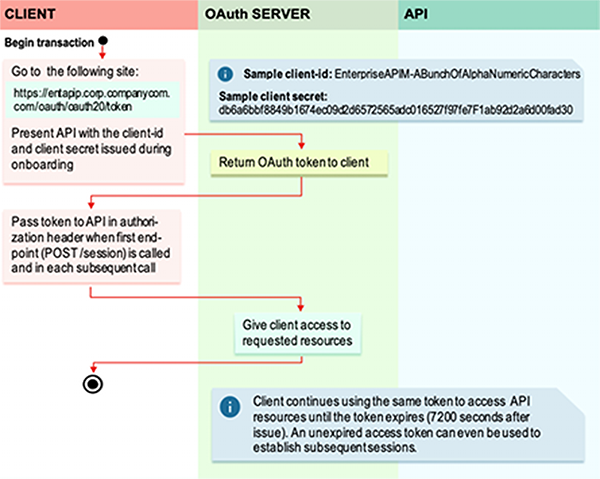 CLIENT
OAuth SERVER
API
Begin transaction
Go to the following site:
https://entapip.corp.companycom.
com/oauth/oauth20/token
Present API with the client-id
and client secret issued during
onboarding
Sample client-id: EnterpriseAPIM-ABunchOfAlphaNumericCharacters
Sample client secret:
db6a6bbf8849b1674ec09d2d6572565adc016527f97fe7F1ab92d2a6d00fad30
Return OAuth token to client
Pass token to API in authori-
zation header when first end-
point (POST /session) is called
and in each subsequent call
Give client access to
requested resources
Client continues using the same token to access API
resources until the token expires (7200 seconds after
issue). An unexpired access token can even be used to
establish subsequent sessions.